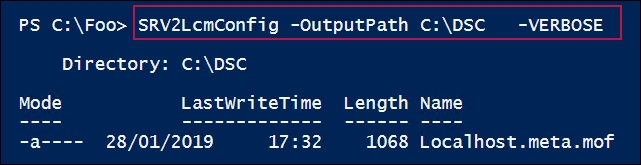 PS C:\Foo> SRV2LcmConfig -OutputPath C:\DSC -VERBOSE
Directory: C:\DSC
Mode LastWriteTime Length Name
---- ------------- ------ ----
-a---- 28/01/2019 17:32 1068 Localhost.meta.mof